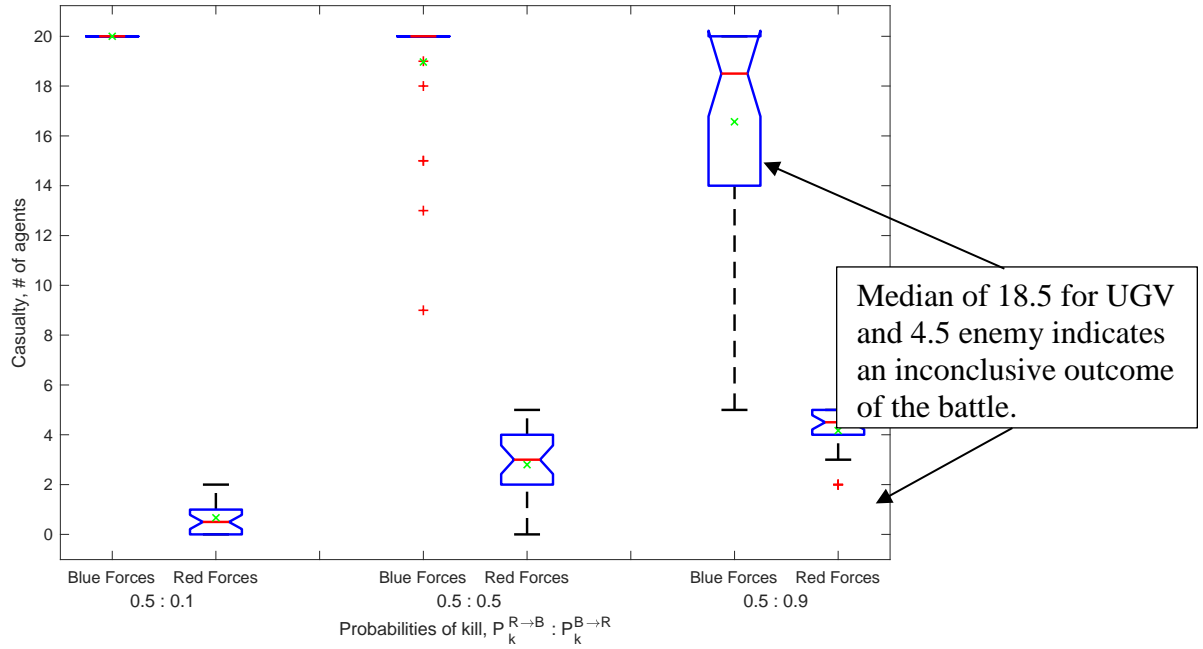 Casualty, # of agents
20
18
16
14
12
10
8
6
4
2
0
Median of 18.5 for UGV
and 4.5 enemy indicates
an inconclusive outcome
of the battle.
Blue Forces Red Forces Blue Forces Red Forces Blue Forces Red Forces
0.5 : 0.1 0.5 : 0.5 0.5 : 0.9
Probabilities of kill, P_k^{R→B} : P_k^{B→R}